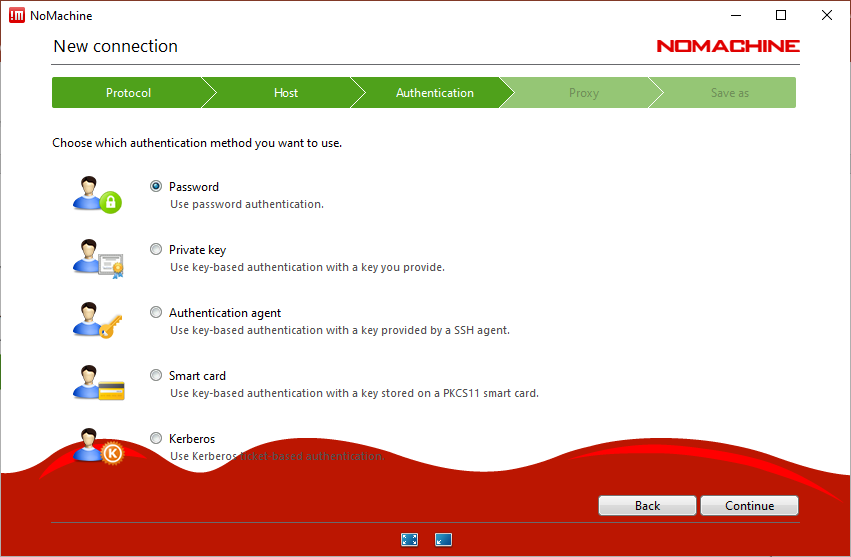 !m NoMachine
New connection
NOMACHINE
Protocol
Host
Authentication
Proxy
Save as
Choose which authentication method you want to use.
Password
Use password authentication.
Private key
Use key-based authentication with a key you provide.
Authentication agent
Use key-based authentication with a key provided by a SSH agent.
Smart card
Use key-based authentication with a key stored on a PKCS11 smart card.
K
Kerberos
Use Kerberos ticket-based authentication.
Back
Continue